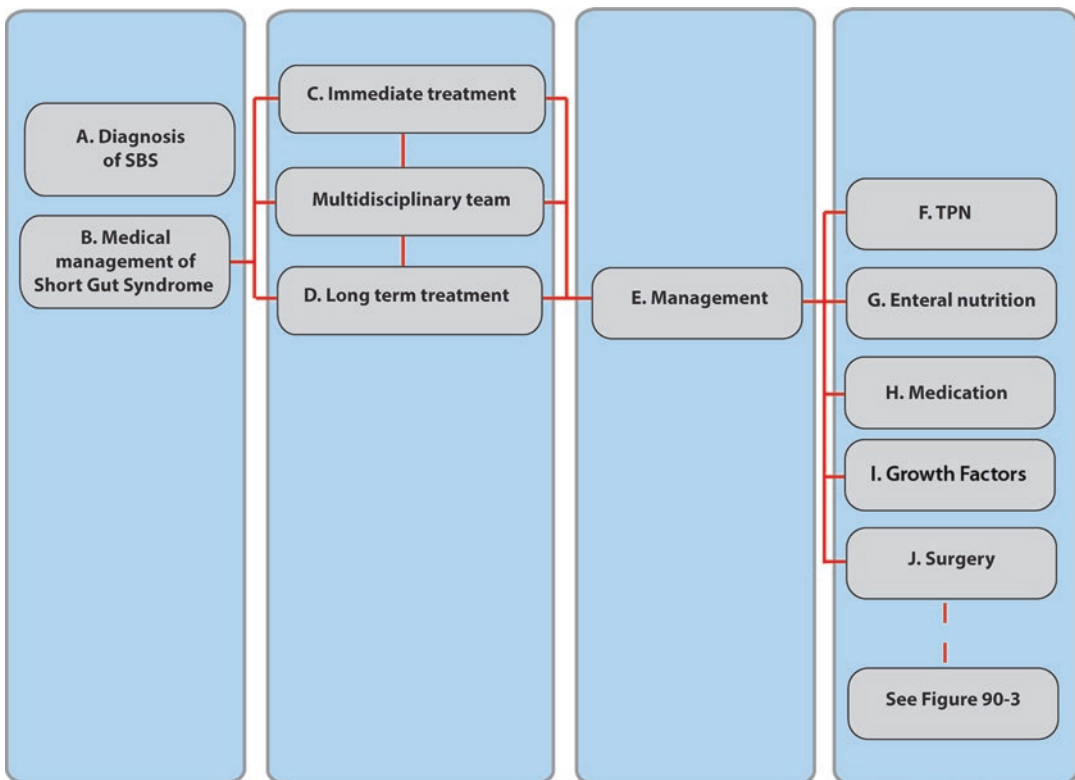 A. Diagnosis
of SBS
B. Medical
management of
Short Gut Syndrome
C. Immediate treatment
Multidisciplinary team
D. Long term treatment
E. Management
F. TPN
G. Enteral nutrition
H. Medication
I. Growth Factors
J. Surgery
See Figure 90-3